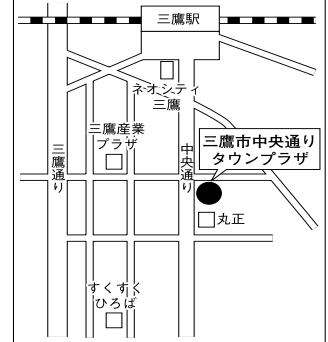 三鷹駅
ネオシティ
三鷹
三鷹産業
プラザ
三鷹通り
中央通り
三鷹市中央通り
タウンプラザ
丸正
すくすく
ひろば